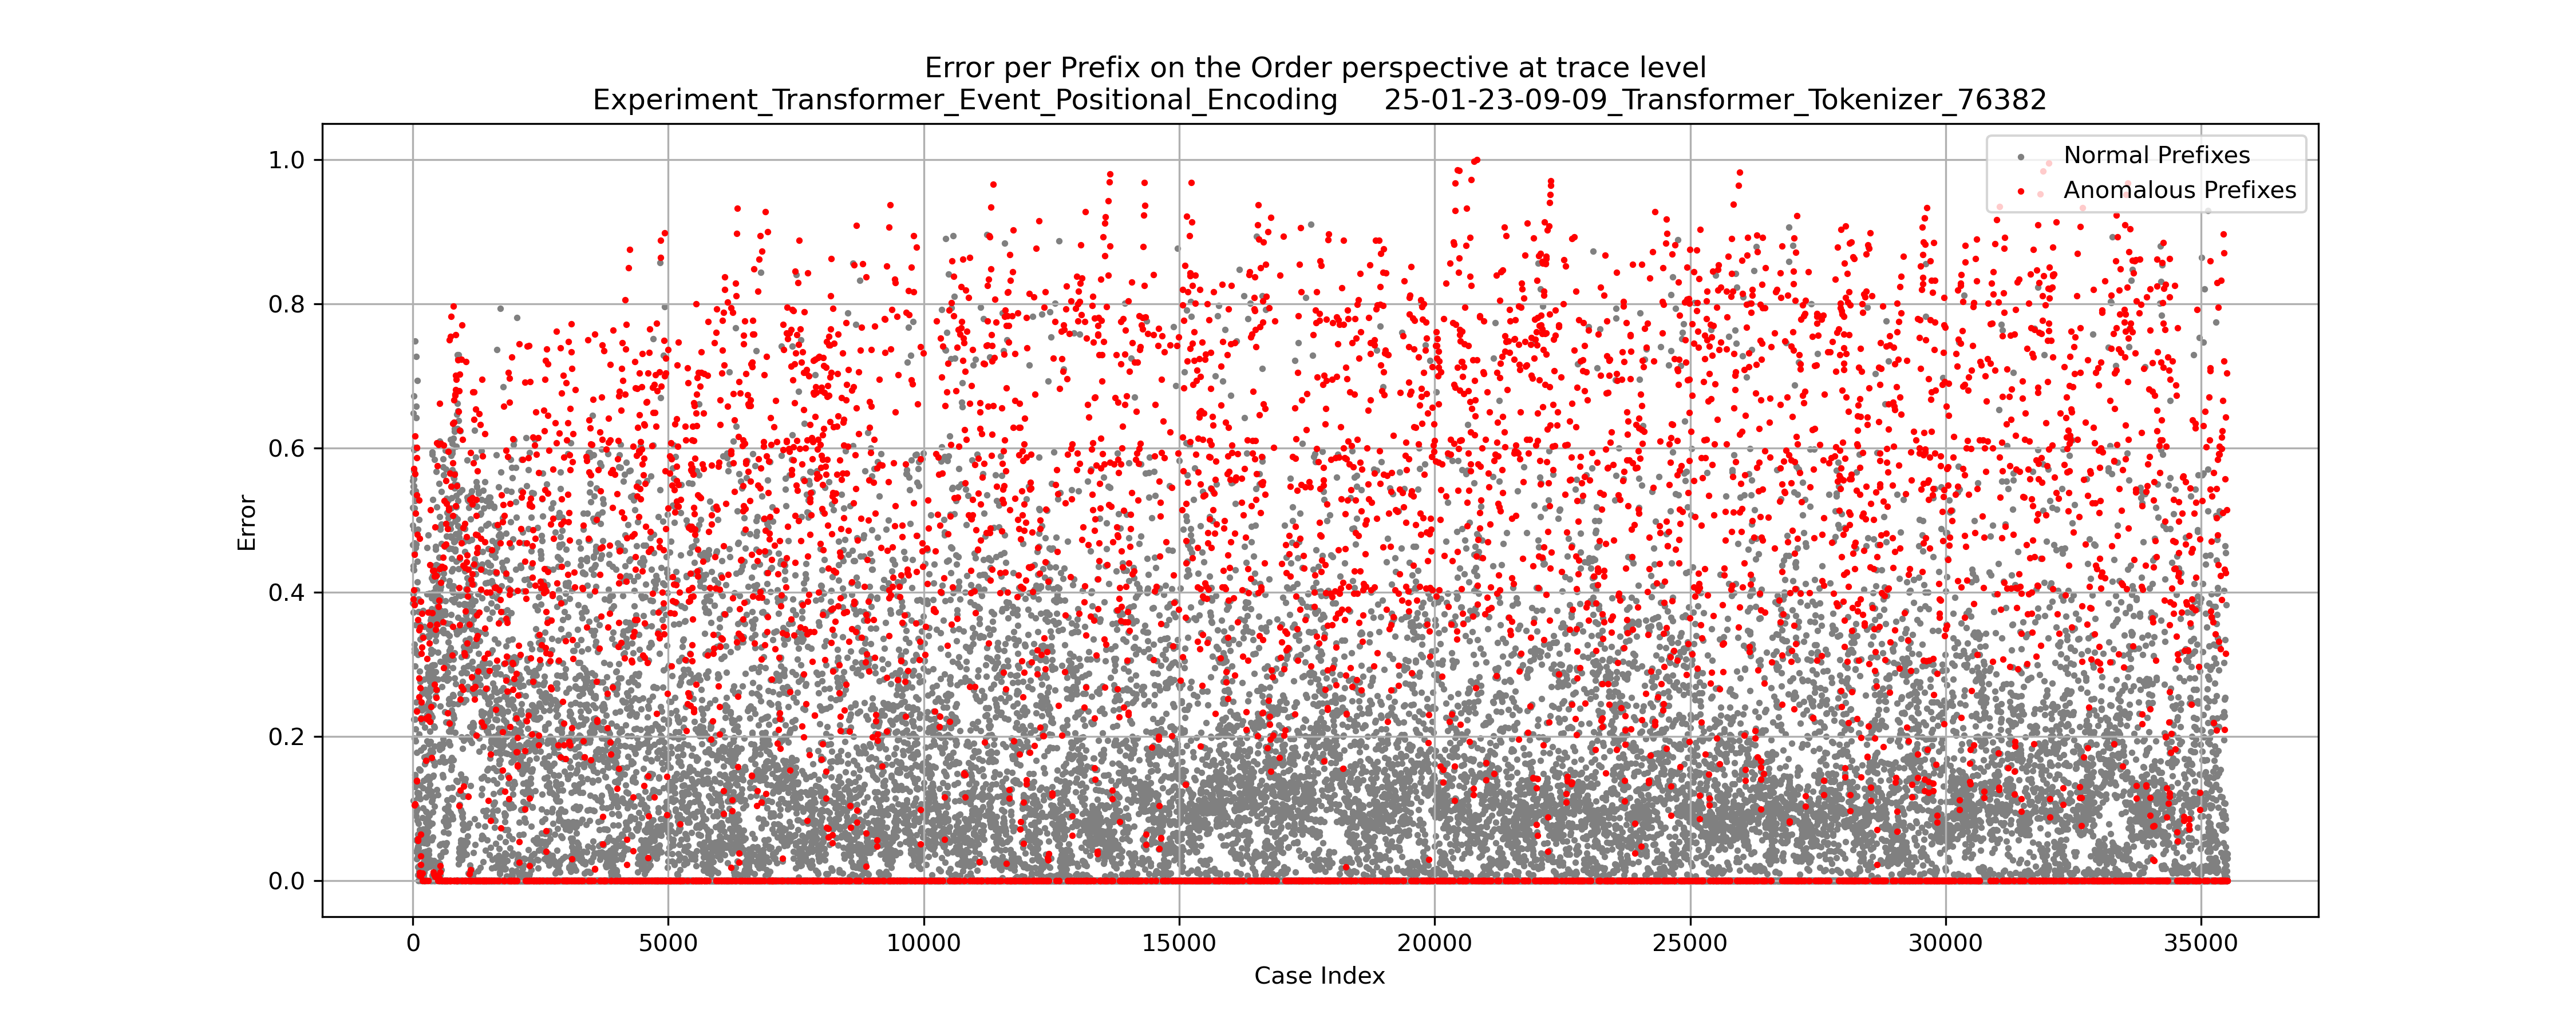 Error per Prefix on the Order perspective at trace level
Experiment_Transformer_Event_Positional_Encoding 25-01-23-09-09_Transformer_Tokenizer_76382
Normal Prefixes
Anomalous Prefixes
1.0
0.8
0.6
0.4
0.2
0.0
Error
0 5000 10000 15000 20000 25000 30000 35000
Case Index